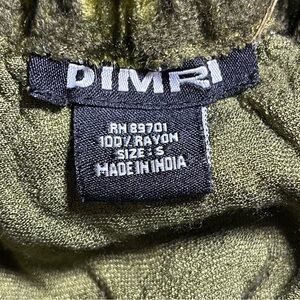 DIMRI
RN 89701
100% RAYON
SIZE: S
MADE IN INDIA